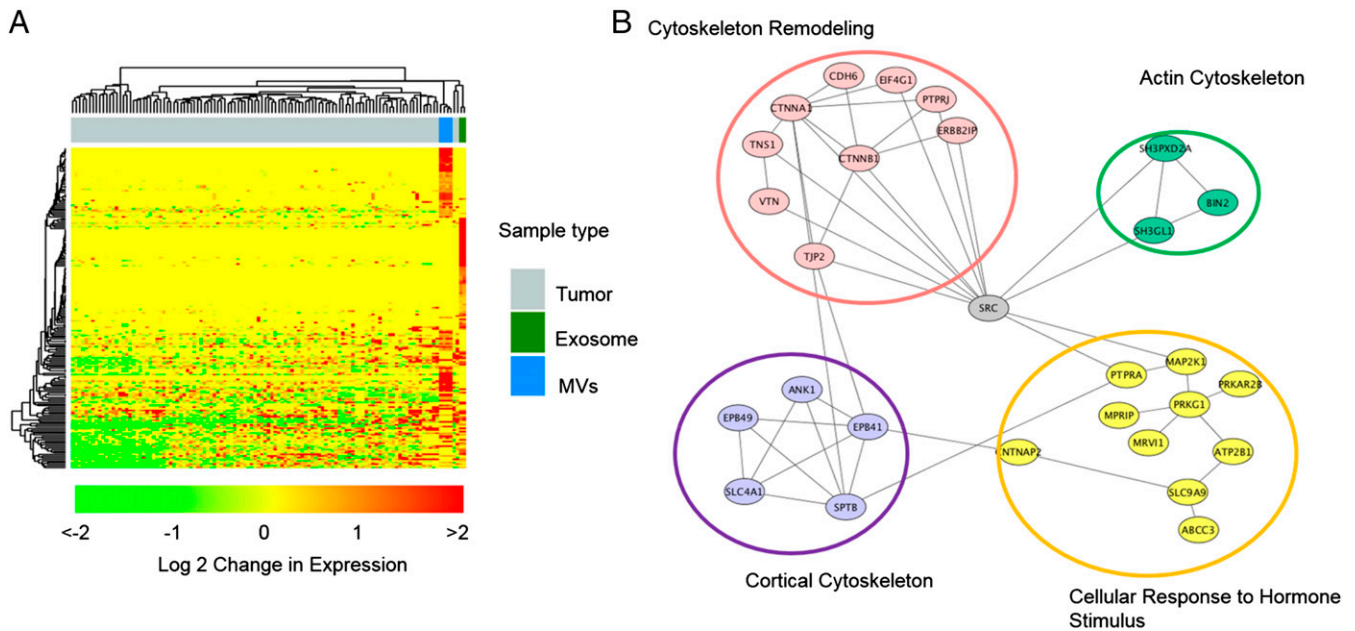 A
Sample type
Tumor
Exosome
MVs
<-2 -1 0 1 >2
Log 2 Change in Expression
B
Cytoskeleton Remodeling
Actin Cytoskeleton
CDH6
EIF4G1
CTNNA1
PTPRJ
ERBB2IP
TNS1
CTNNB1
VTN
TJP2
SH3PXD2A
BIN2
SH3GL1
SRC
ANK1
EPB49
EPB41
SLC4A1
SPTB
MAP2K1
PTPRA
PRKAR2B
PRKG1
MPRIP
MRVI1
CNTNAP2
ATP2B1
SLC9A9
ABCC3
Cortical Cytoskeleton
Cellular Response to Hormone
Stimulus